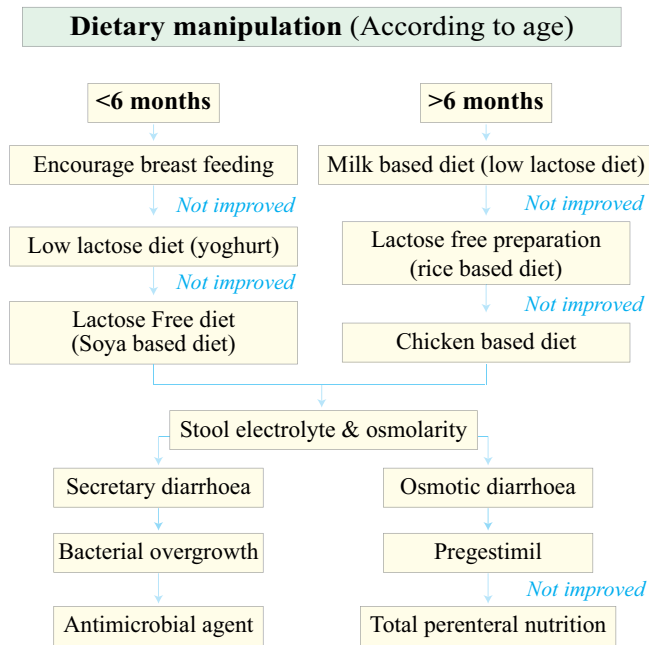 Dietary manipulation (According to age)
<6 months
Encourage breast feeding
Not improved
Low lactose diet (yoghurt)
Not improved
Lactose Free diet
(Soya based diet)
>6 months
Milk based diet (low lactose diet)
Not improved
Lactose free preparation
(rice based diet)
Not improved
Chicken based diet
Stool electrolyte & osmolarity
Secretary diarrhoea
Bacterial overgrowth
Antimicrobial agent
Osmotic diarrhoea
Pregestimil
Not improved
Total perenteral nutrition